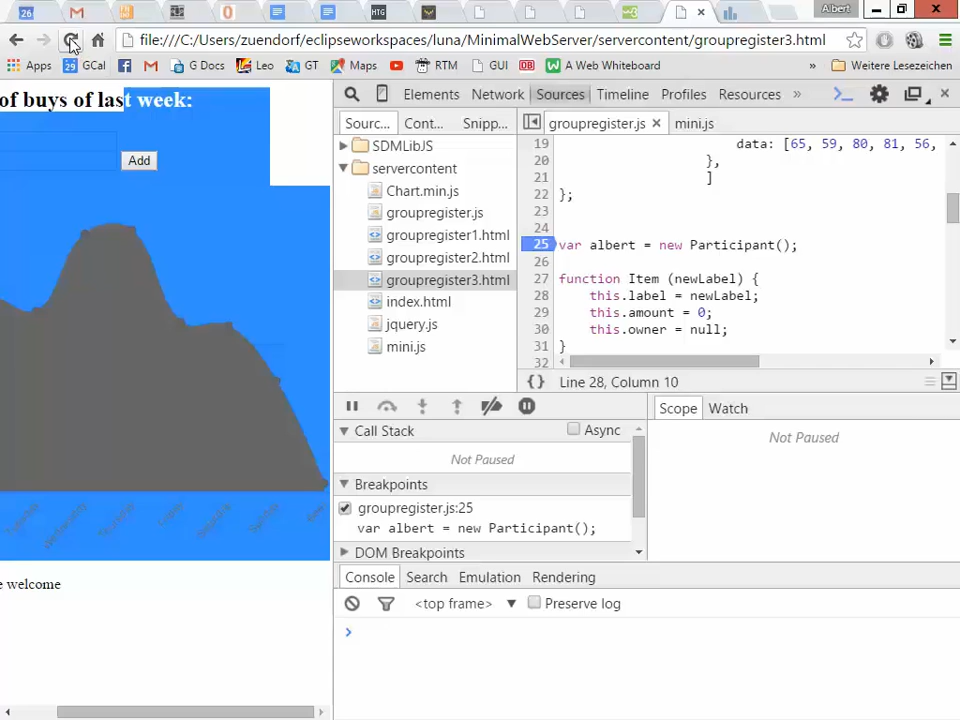 26
HTG
Albert
file:///C:/Users/zuendorf/eclipseworkspaces/luna/MinimalWebServer/servercontent/groupregister3.html
Apps
29 GCal
G Docs
Leo
GT
Maps
RTM
GUI
DB
A Web Whiteboard
»
Weitere Lesezeichen
of buys of last week:
Add
e welcome
Elements
Network
Sources
Timeline
Profiles
Resources
»
Sourc...
Cont...
Snipp...
SDMLibJS
servercontent
Chart.min.js
groupregister.js
groupregister1.html
groupregister2.html
groupregister3.html
index.html
jquery.js
mini.js
groupregister.js ×
mini.js
19 data: [65, 59, 80, 81, 56,
20 },
21 ]
22 };
23
24
25 var albert = new Participant();
26
27 function Item (newLabel) {
28 this.label = newLabel;
29 this.amount = 0;
30 this.owner = null;
31 }
32
{} Line 28, Column 10
Call Stack
Async
Not Paused
Breakpoints
groupregister.js:25
var albert = new Participant();
DOM Breakpoints
Scope
Watch
Not Paused
Console
Search
Emulation
Rendering
<top frame>
Preserve log